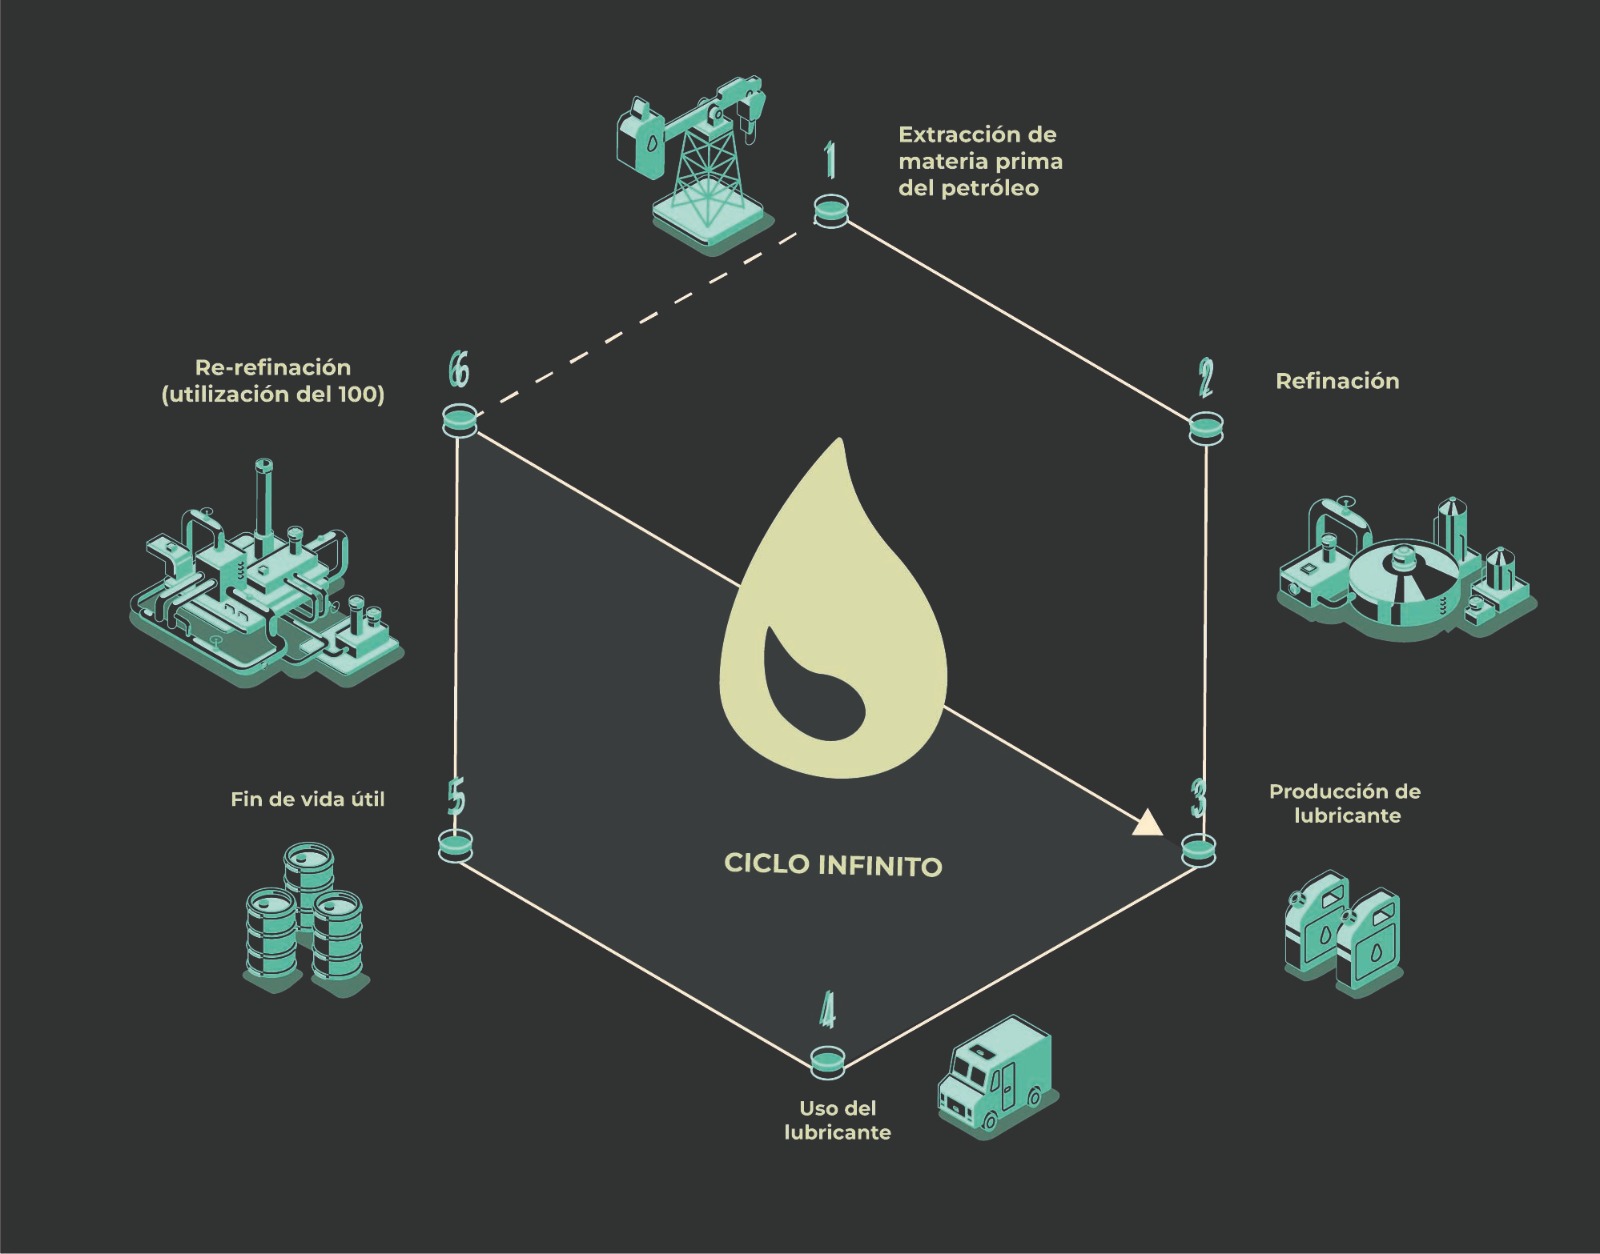 1
Extracción de
materia prima
del petróleo
2
Refinación
3
Producción de
lubricante
4
Uso del
lubricante
5
Fin de vida útil
6
Re-refinación
(utilización del 100)
CICLO INFINITO